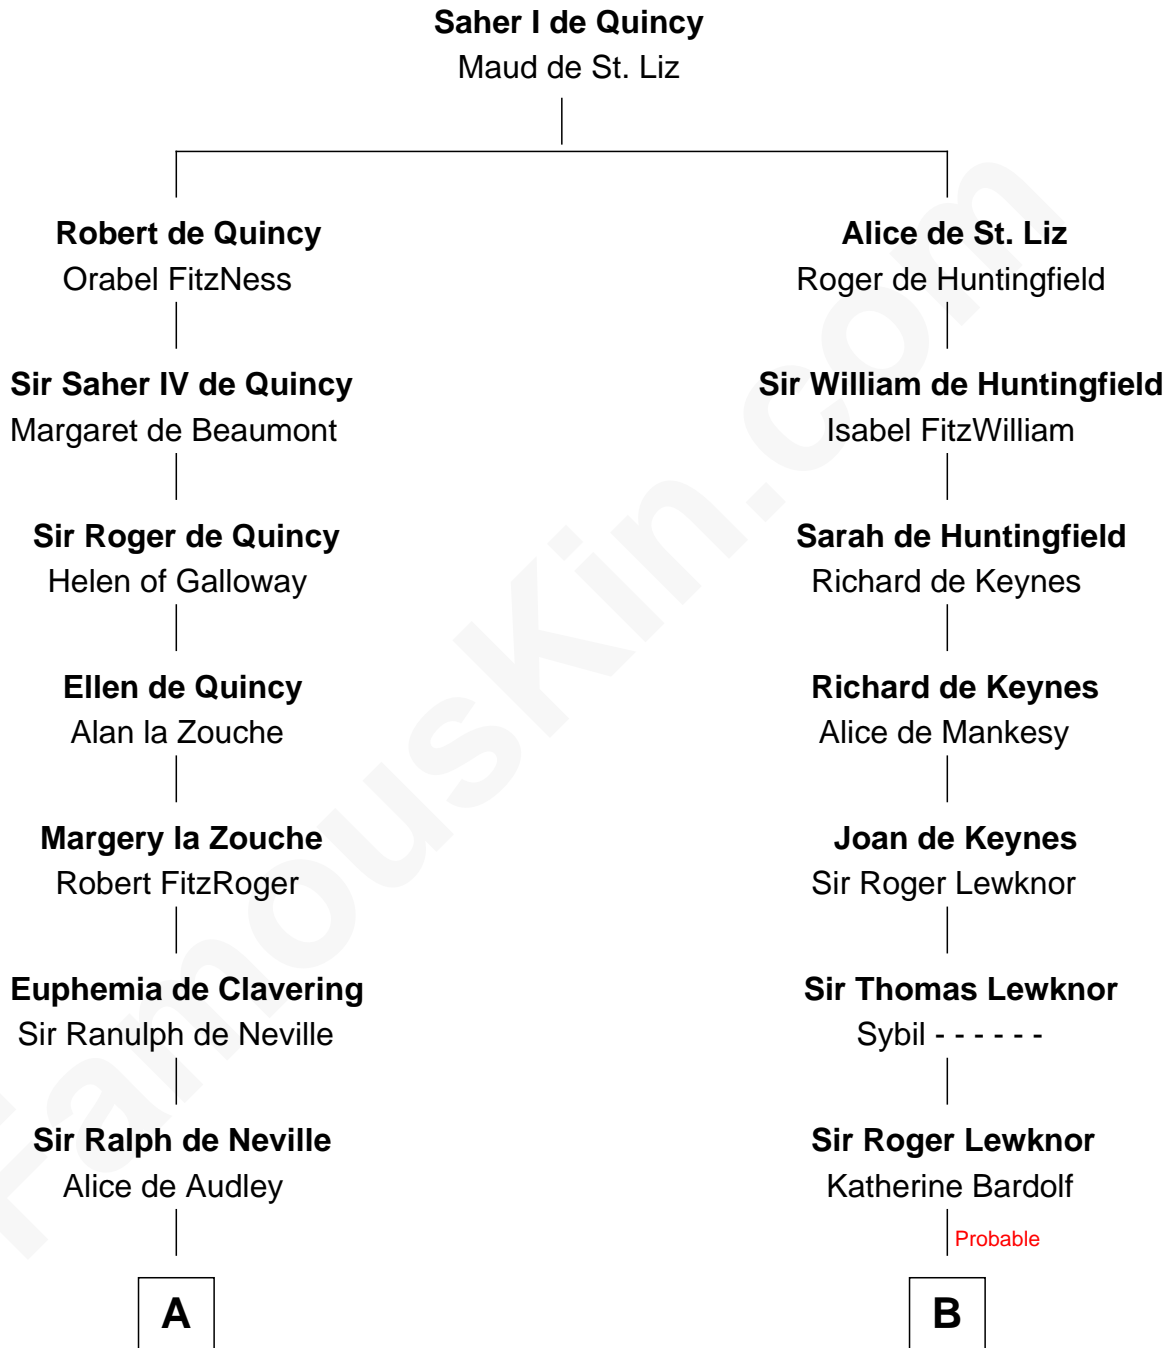 Saher I de Quincy
Maud de St. Liz
Robert de Quincy
Orabel FitzNess
Sir Saher IV de Quincy
Margaret de Beaumont
Sir Roger de Quincy
Helen of Galloway
Ellen de Quincy
Alan la Zouche
Margery la Zouche
Robert FitzRoger
Euphemia de Clavering
Sir Ranulph de Neville
Sir Ralph de Neville
Alice de Audley
A
Alice de St. Liz
Roger de Huntingfield
Sir William de Huntingfield
Isabel FitzWilliam
Sarah de Huntingfield
Richard de Keynes
Richard de Keynes
Alice de Mankesy
Joan de Keynes
Sir Roger Lewknor
Sir Thomas Lewknor
Sybil - - - - - -
Sir Roger Lewknor
Katherine Bardolf
Probable
B
FamousKin.com